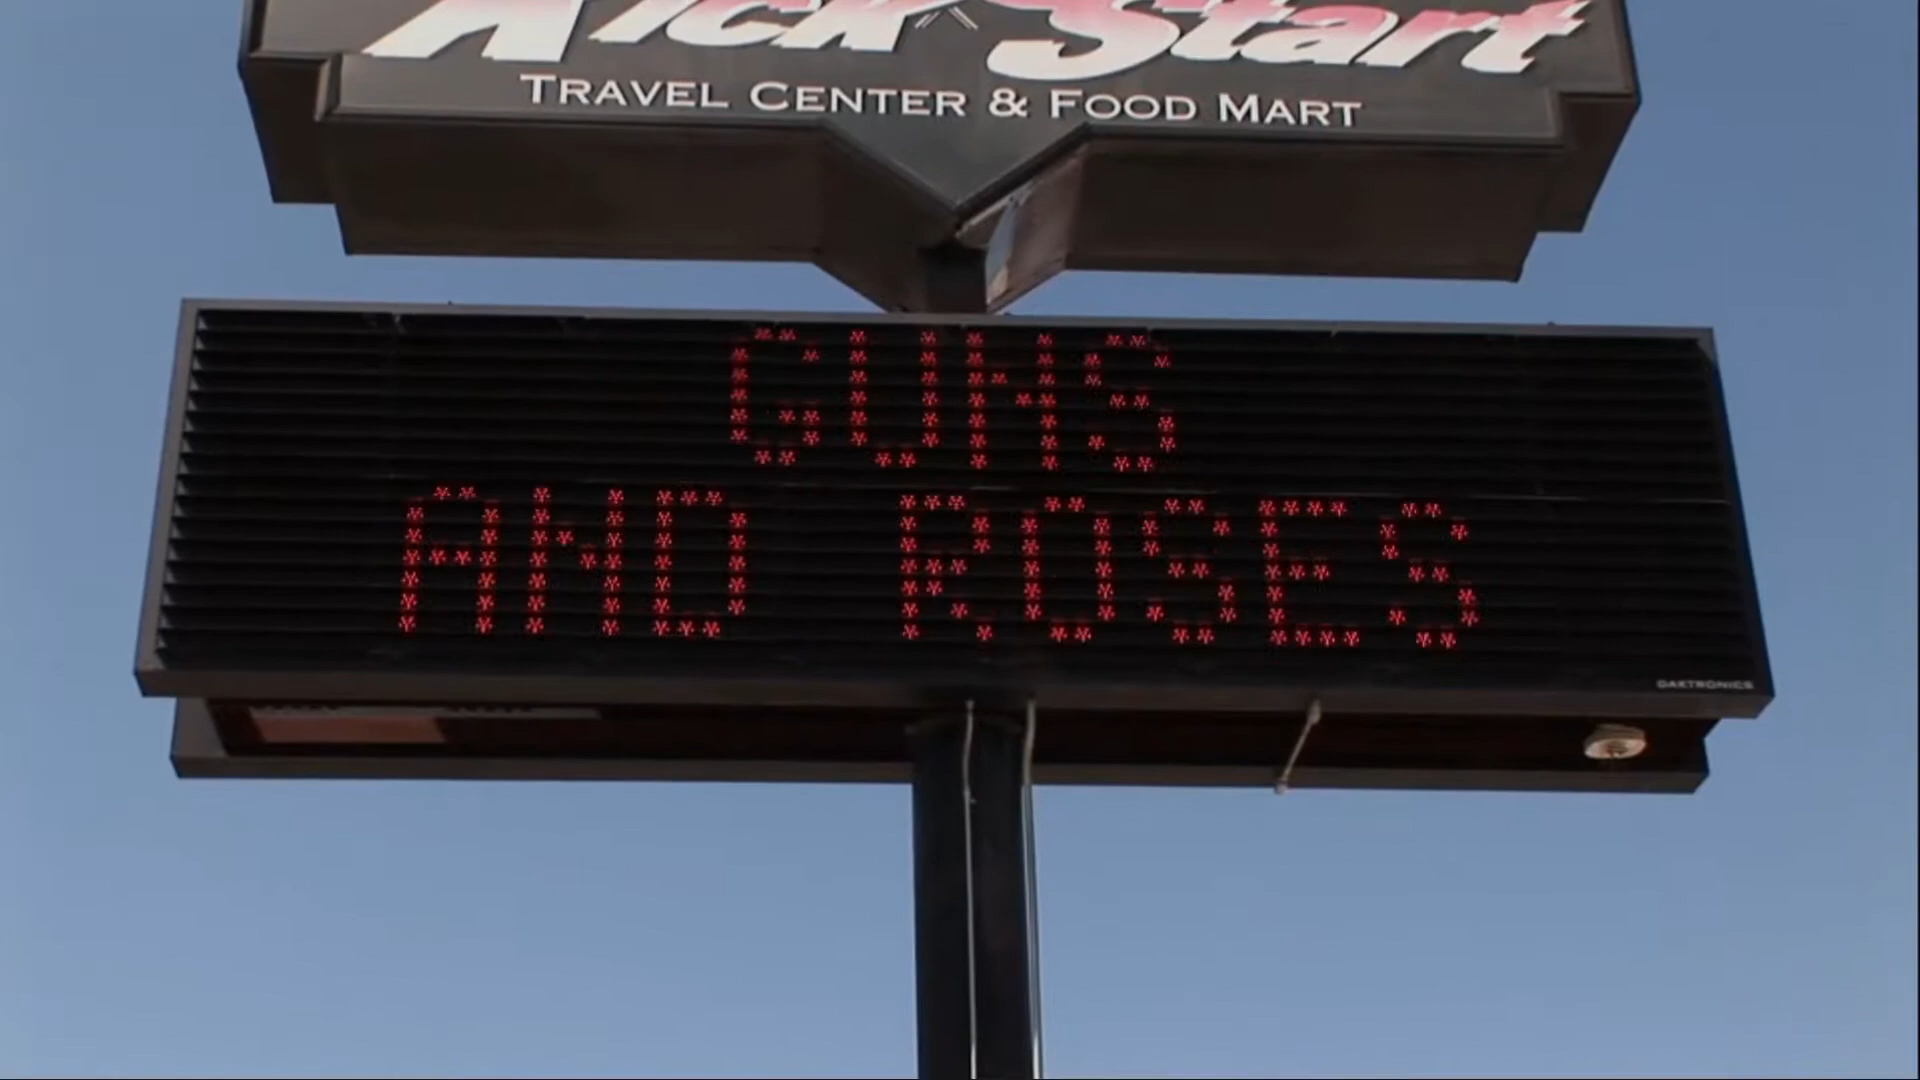 Kick Start
TRAVEL CENTER & FOOD MART
GUNS
AND ROSES
DAKTRONICS